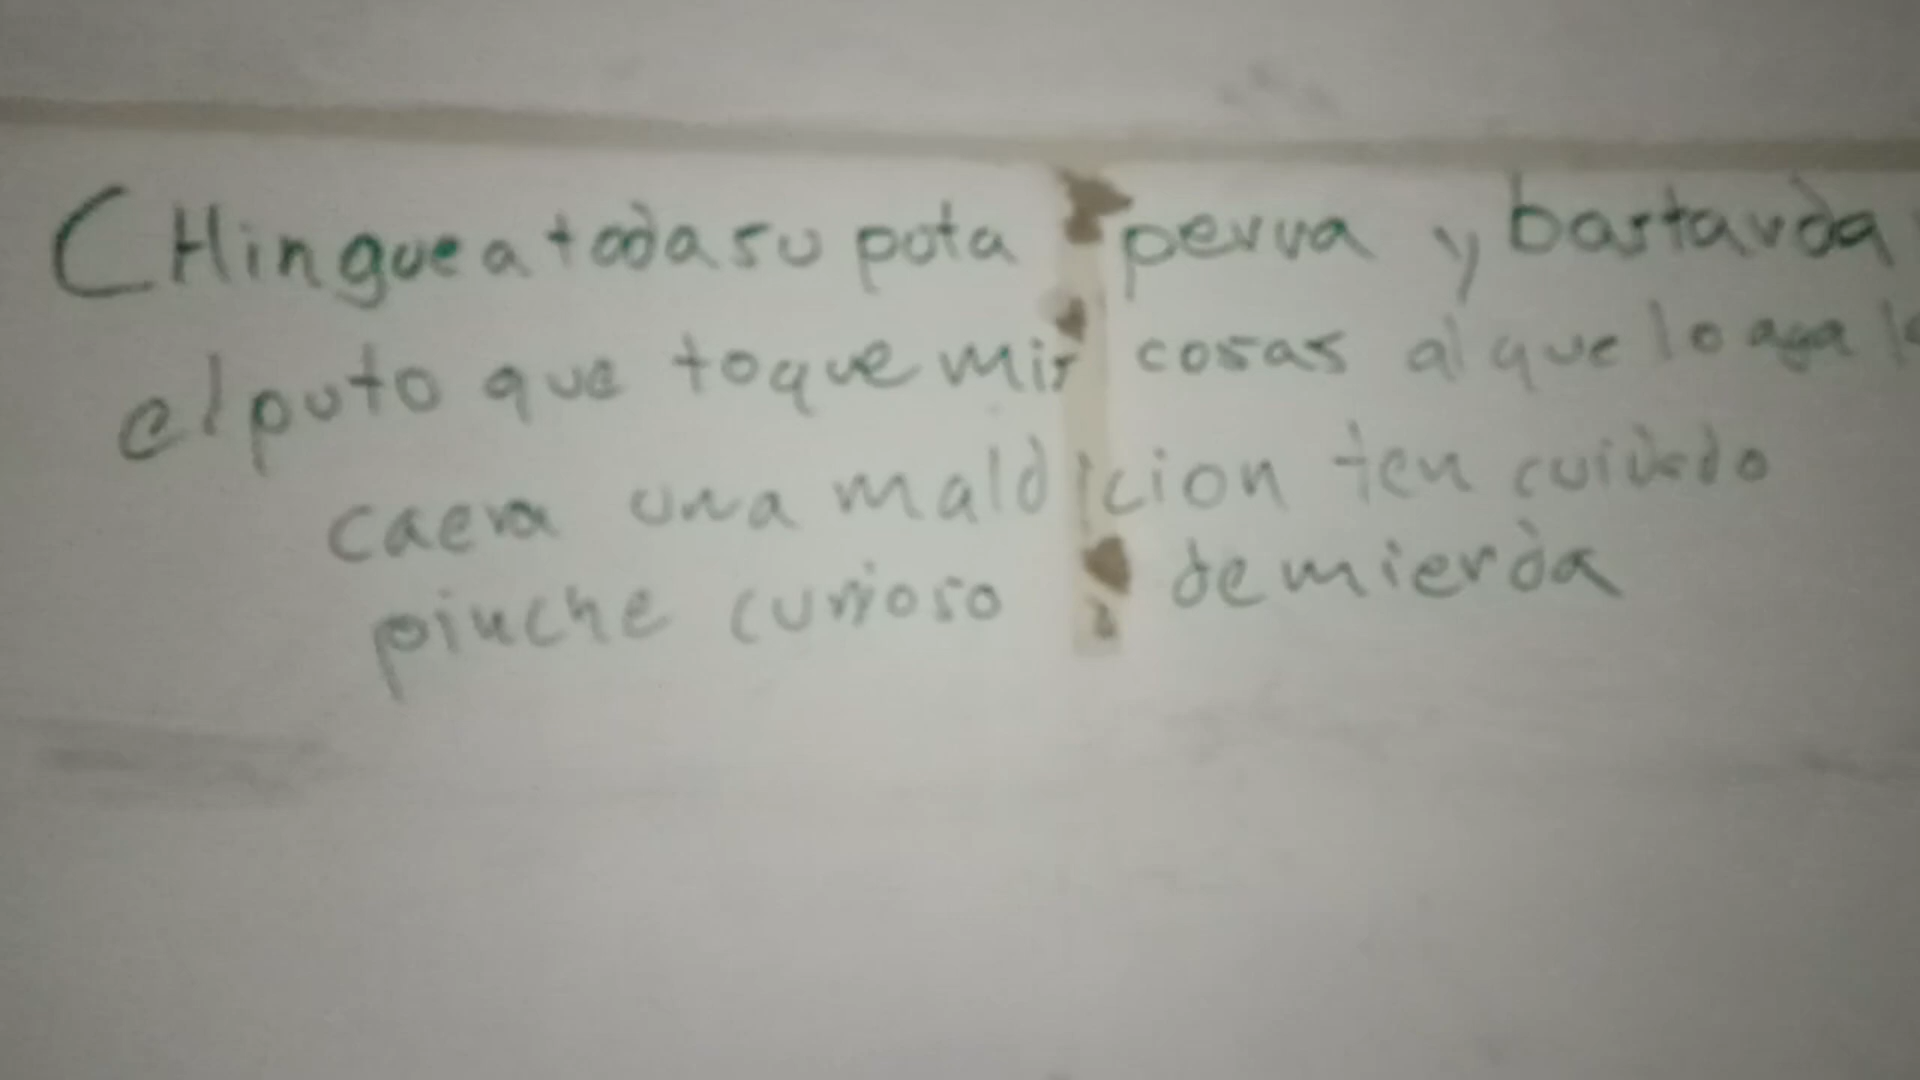 CHingue a toda su puta perra y bastarda
el puto que toque mis cosas al que lo aga
caera una maldicion ten cuidado
pinche curioso de mierda